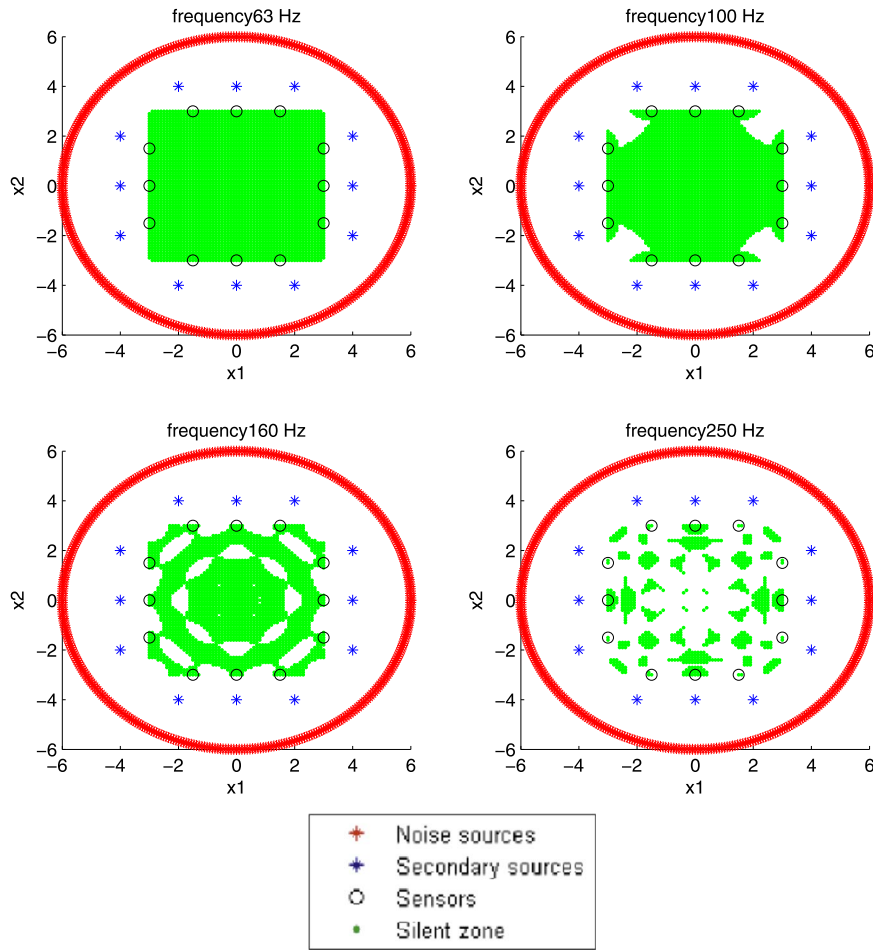 frequency63 Hz
6
4
2
0
−2
−4
−6
−6 −4 −2 0 2 4 6
x2
x1
frequency100 Hz
6
4
2
0
−2
−4
−6
−6 −4 −2 0 2 4 6
x2
x1
frequency160 Hz
6
4
2
0
−2
−4
−6
−6 −4 −2 0 2 4 6
x2
x1
frequency250 Hz
6
4
2
0
−2
−4
−6
−6 −4 −2 0 2 4 6
x2
x1
Noise sources
Secondary sources
Sensors
Silent zone